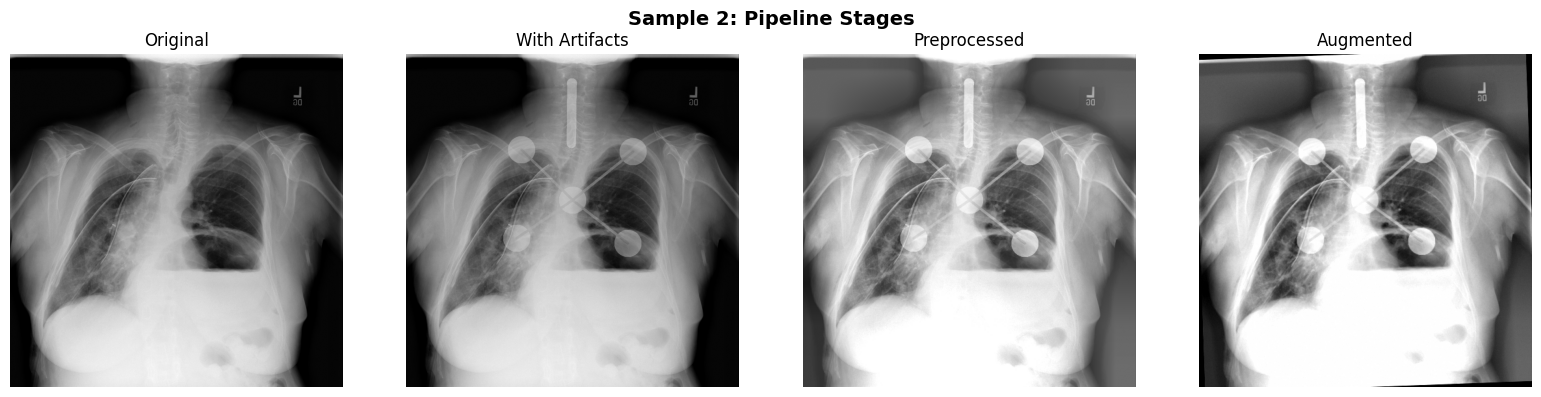 Sample 2: Pipeline Stages
Original
With Artifacts
Preprocessed
Augmented
L
L
L
L